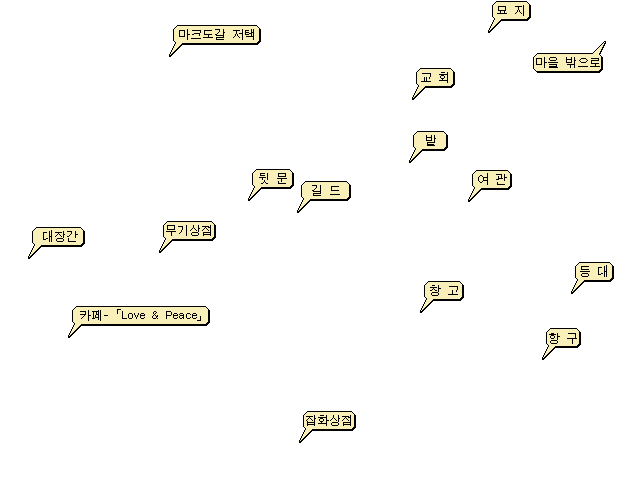 묘 지
마크도갈 저택
마을 밖으로
교 회
밭
뒷 문
여 관
길 드
무기상점
대장간
등 대
창 고
카페-「Love & Peace」
항 구
잡화상점